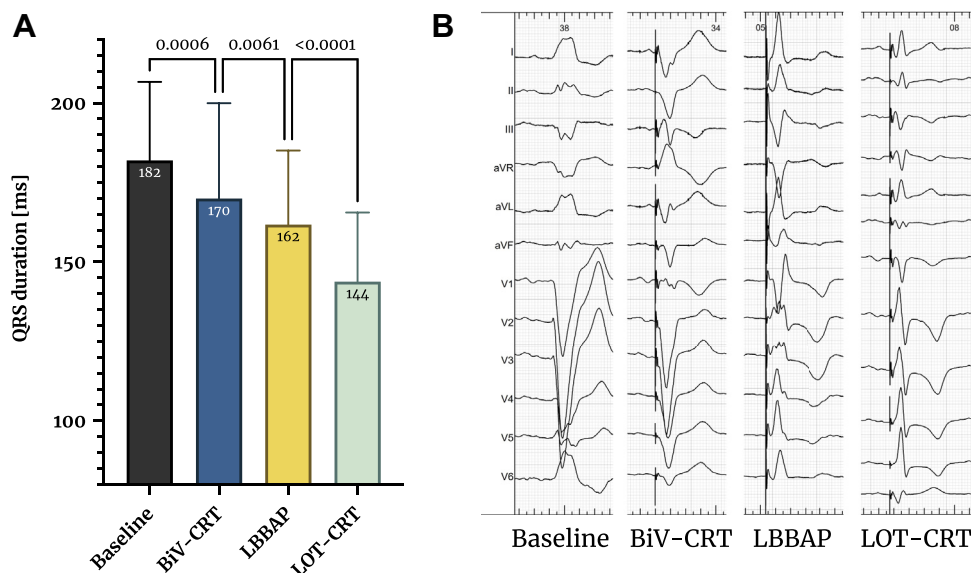 A
0.0006 0.0061 <0.0001
QRS duration [ms]
200
150
100
182
170
162
144
Baseline
BiV-CRT
LBBAP
LOT-CRT
B
38
34
05
08
I
II
III
aVR
aVL
aVF
V1
V2
V3
V4
V5
V6
Baseline BiV-CRT LBBAP LOT-CRT